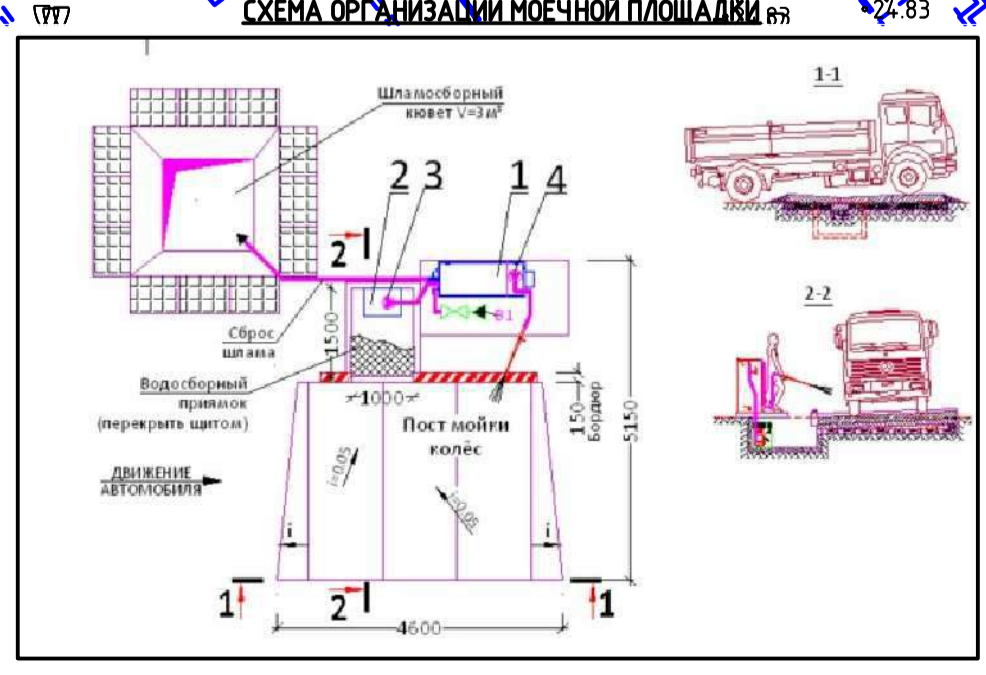 СХЕМА ОРГАНИЗАЦИИ МОЕЧНОЙ ПЛОЩАДКИ
24.83
1-1
Шламосборный
кювет V=3м³
2 3 1 4
2
В1
2-2
1500
Сброс
шлама
Водосборный
приямок
(перекрыть щитом)
1000
150
Бордюр
5150
Пост мойки
колёс
i=0.05
i=0.05
ДВИЖЕНИЕ
АВТОМОБИЛЯ
i
i
1
2
1
4600